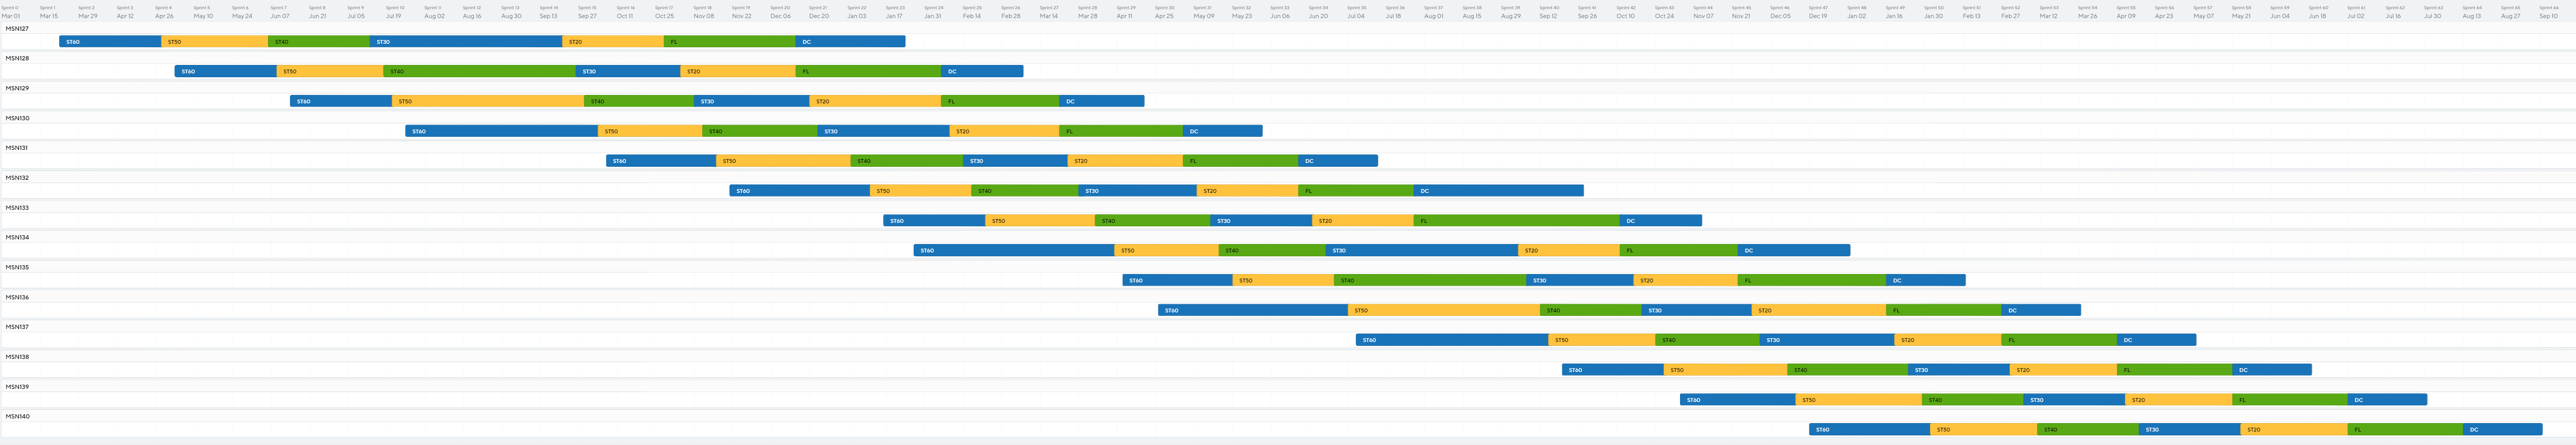 Sprint 0 Sprint 1 Sprint 2 Sprint 3 Sprint 4 Sprint 5 Sprint 6 Sprint 7 Sprint 8 Sprint 9 Sprint 10 Sprint 11 Sprint 12 Sprint 13 Sprint 14 Sprint 15 Sprint 16 Sprint 17 Sprint 18 Sprint 19 Sprint 20 Sprint 21 Sprint 22 Sprint 23 Sprint 24 Sprint 25 Sprint 26 Sprint 27 Sprint 28 Sprint 29 Sprint 30 Sprint 31 Sprint 32 Sprint 33 Sprint 34 Sprint 35 Sprint 36 Sprint 37 Sprint 38 Sprint 39 Sprint 40 Sprint 41 Sprint 42 Sprint 43 Sprint 44 Sprint 45 Sprint 46 Sprint 47 Sprint 48 Sprint 49 Sprint 50 Sprint 51 Sprint 52 Sprint 53 Sprint 54 Sprint 55 Sprint 56 Sprint 57 Sprint 58 Sprint 59 Sprint 60 Sprint 61 Sprint 62 Sprint 63 Sprint 64 Sprint 65 Sprint 66
Mar 01 Mar 15 Mar 29 Apr 12 Apr 26 May 10 May 24 Jun 07 Jun 21 Jul 05 Jul 19 Aug 02 Aug 16 Aug 30 Sep 13 Sep 27 Oct 11 Oct 25 Nov 08 Nov 22 Dec 06 Dec 20 Jan 03 Jan 17 Jan 31 Feb 14 Feb 28 Mar 14 Mar 28 Apr 11 Apr 25 May 09 May 23 Jun 06 Jun 20 Jul 04 Jul 18 Aug 01 Aug 15 Aug 29 Sep 12 Sep 26 Oct 10 Oct 24 Nov 07 Nov 21 Dec 05 Dec 19 Jan 02 Jan 16 Jan 30 Feb 13 Feb 27 Mar 12 Mar 26 Apr 09 Apr 23 May 07 May 21 Jun 04 Jun 18 Jul 02 Jul 16 Jul 30 Aug 13 Aug 27 Sep 10
MSN127
ST60 ST50 ST40 ST30 ST20 FL DC
MSN128
ST60 ST50 ST40 ST30 ST20 FL DC
MSN129
ST60 ST50 ST40 ST30 ST20 FL DC
MSN130
ST60 ST50 ST40 ST30 ST20 FL DC
MSN131
ST60 ST50 ST40 ST30 ST20 FL DC
MSN132
ST60 ST50 ST40 ST30 ST20 FL DC
MSN133
ST60 ST50 ST40 ST30 ST20 FL DC
MSN134
ST60 ST50 ST40 ST30 ST20 FL DC
MSN135
ST60 ST50 ST40 ST30 ST20 FL DC
MSN136
ST60 ST50 ST40 ST30 ST20 FL DC
MSN137
ST60 ST50 ST40 ST30 ST20 FL DC
MSN138
ST60 ST50 ST40 ST30 ST20 FL DC
MSN139
ST60 ST50 ST40 ST30 ST20 FL DC
MSN140
ST60 ST50 ST40 ST30 ST20 FL DC